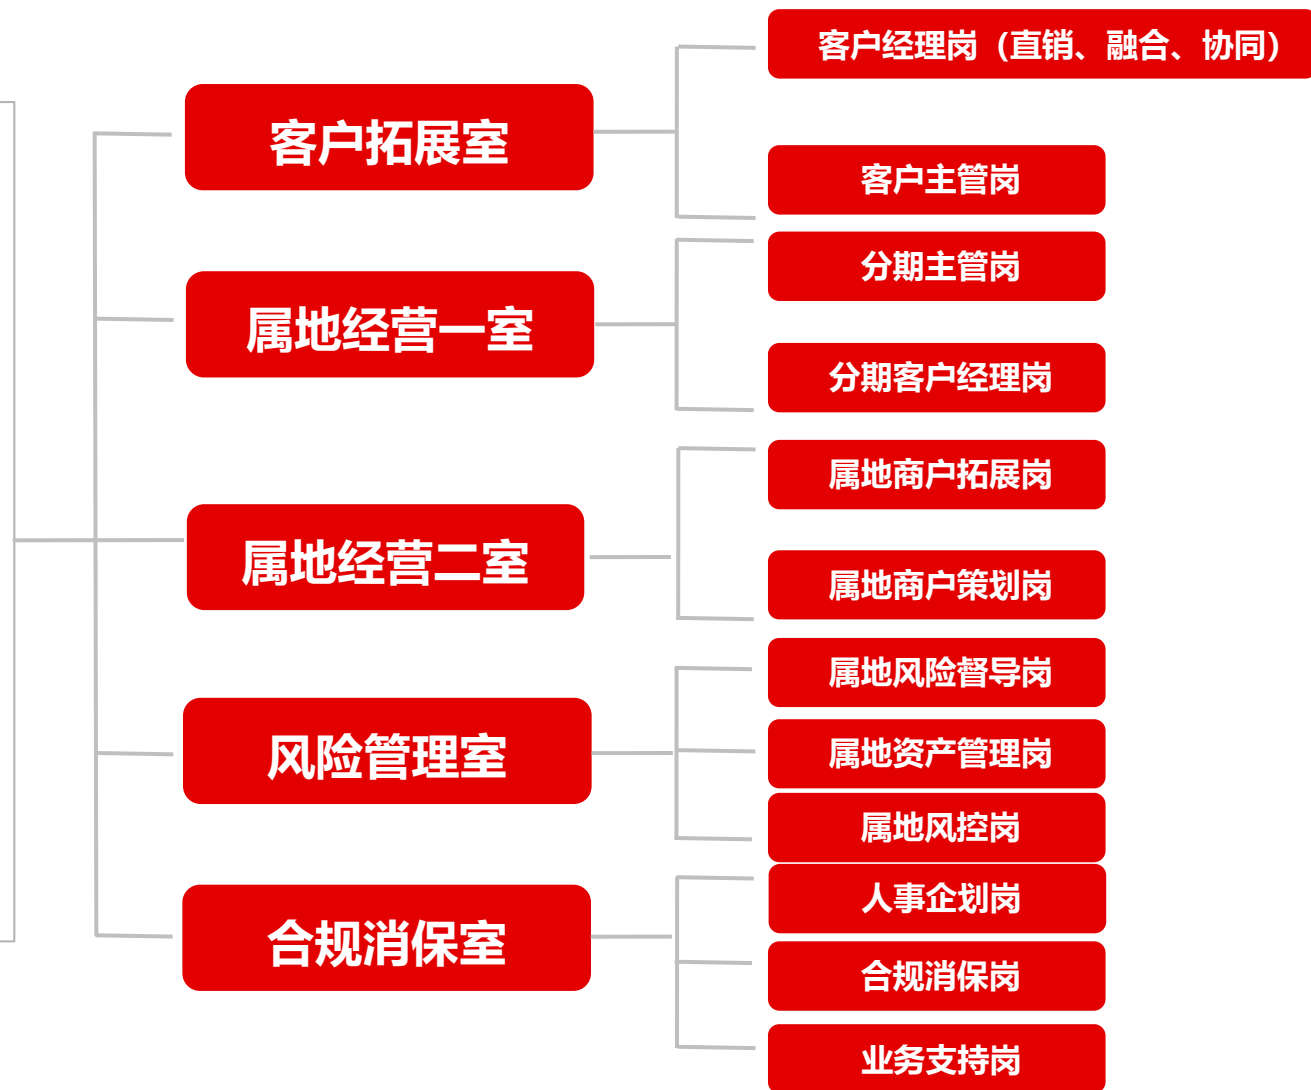 客户拓展室
客户经理岗（直销、融合、协同）
客户主管岗
属地经营一室
分期主管岗
分期客户经理岗
属地经营二室
属地商户拓展岗
属地商户策划岗
风险管理室
属地风险督导岗
属地资产管理岗
属地风控岗
合规消保室
人事企划岗
合规消保岗
业务支持岗